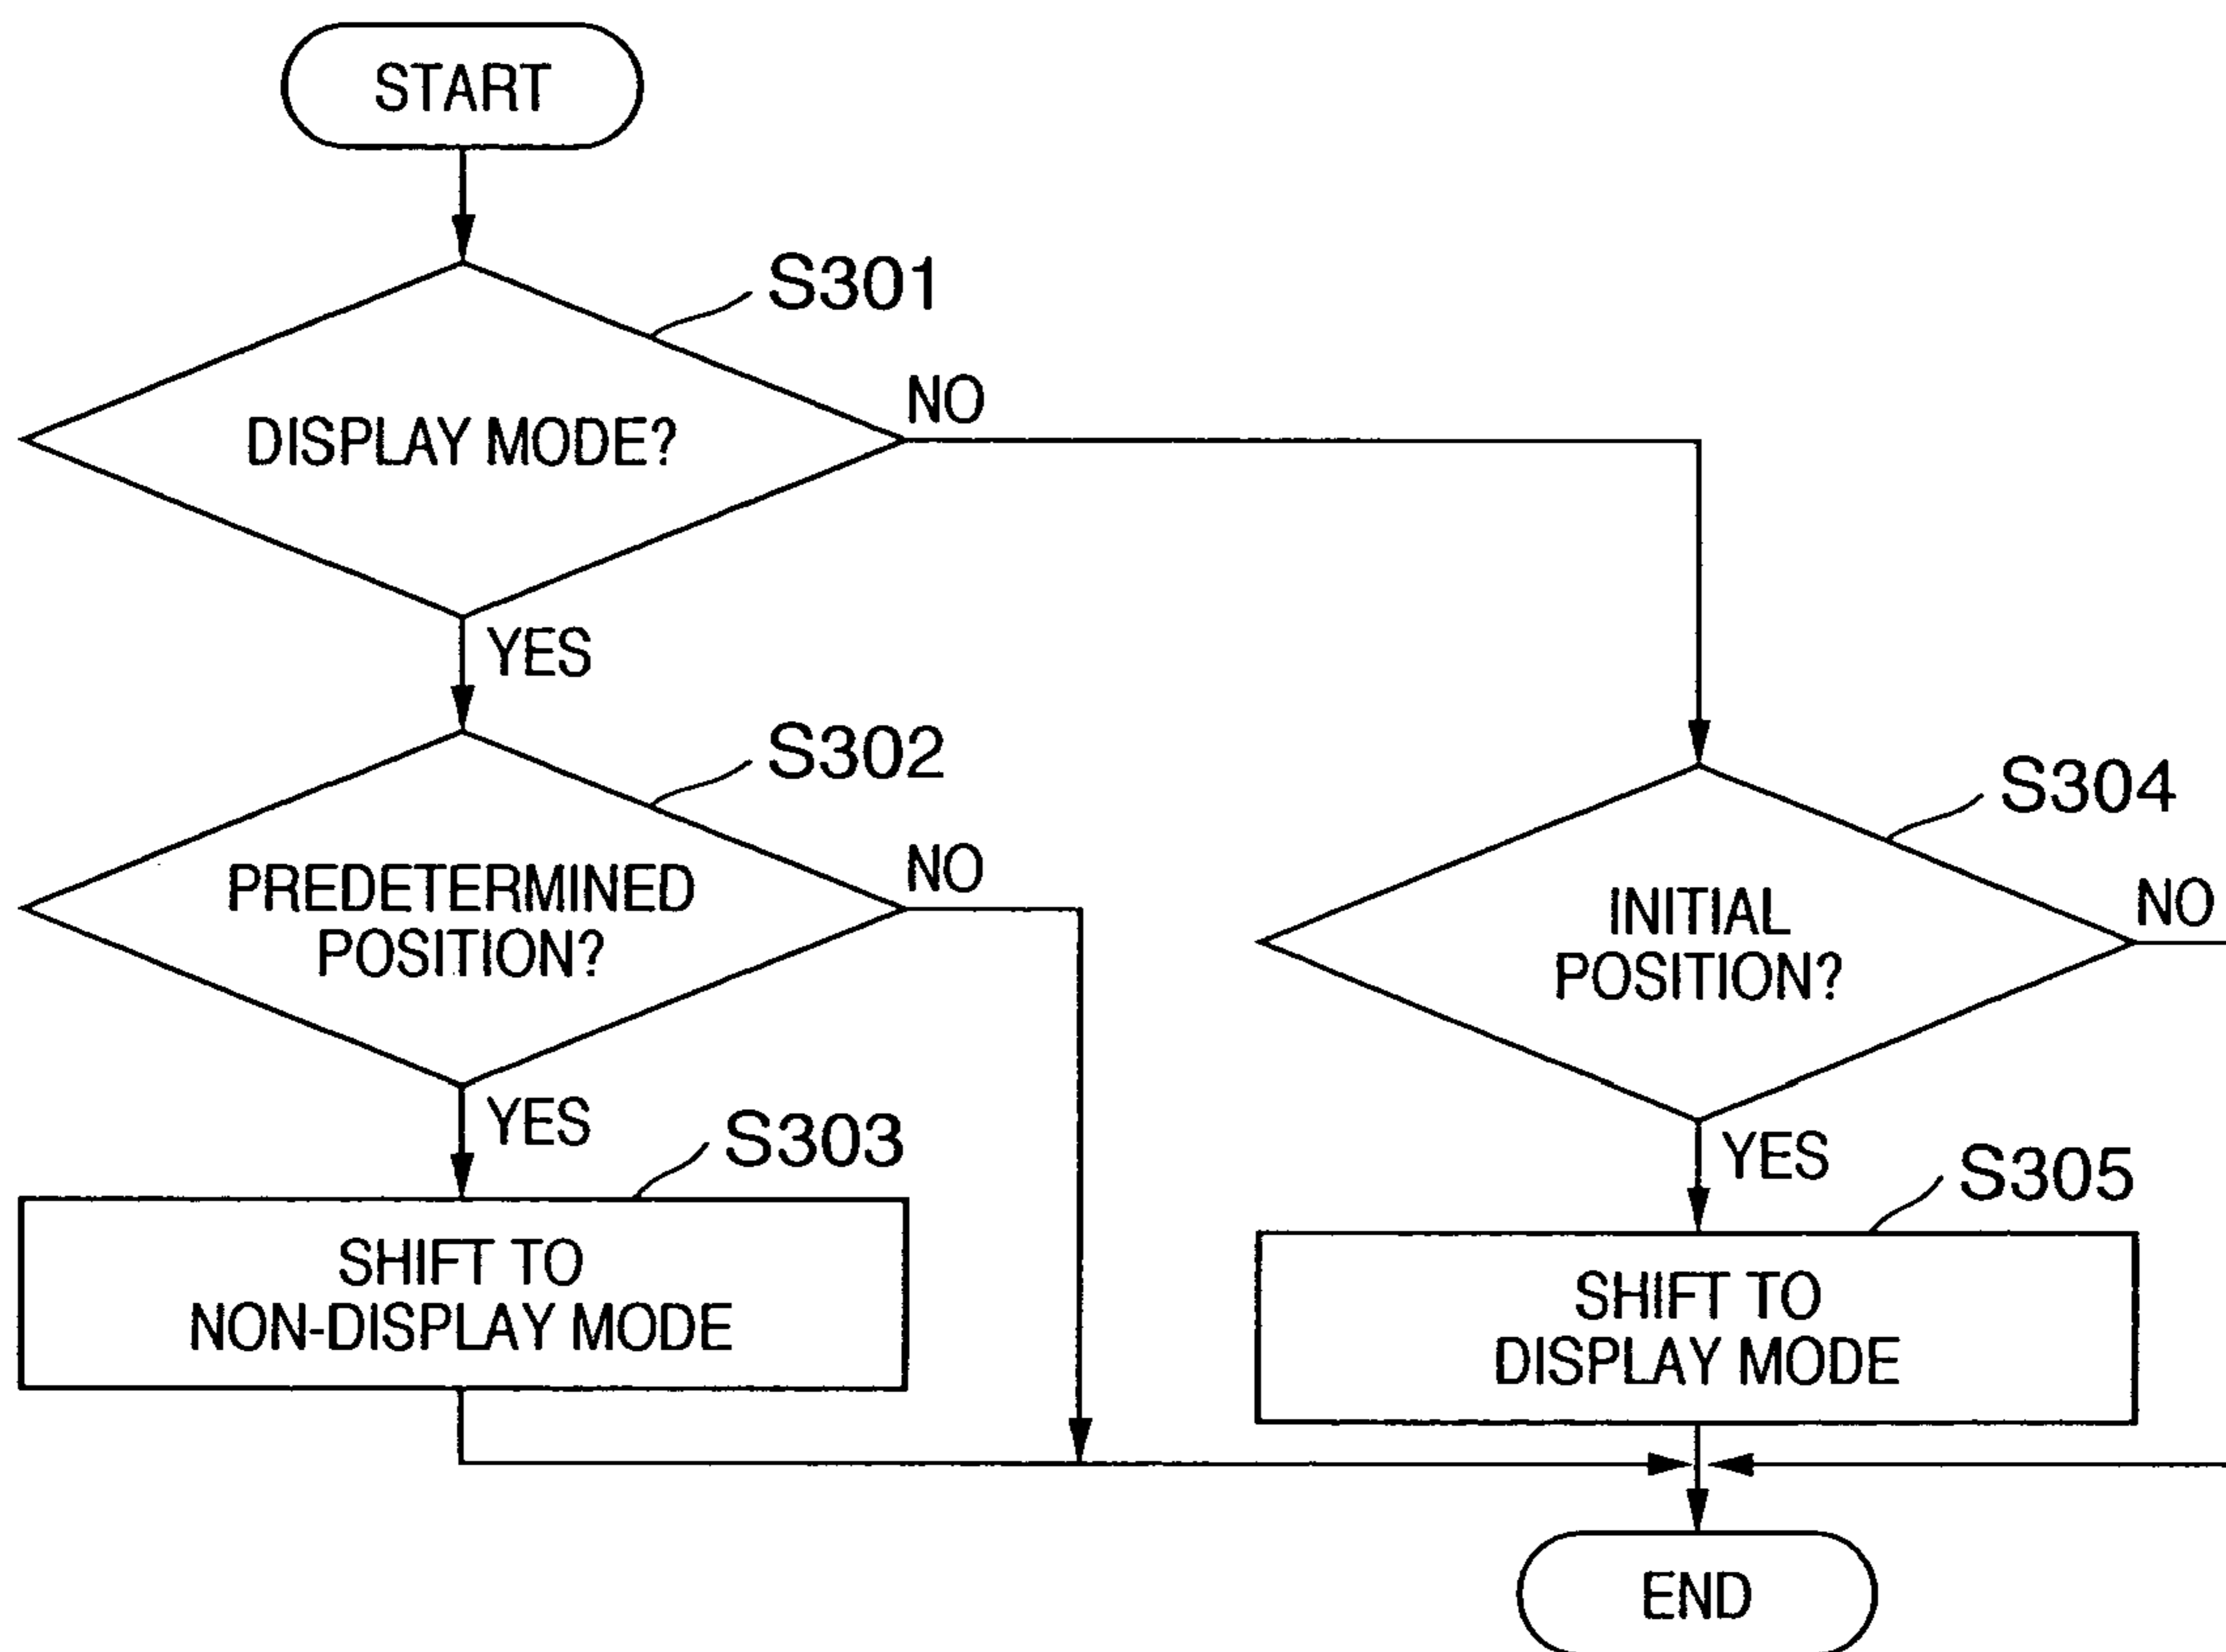 START
S301
DISPLAY MODE?
NO
YES
S302
PREDETERMINED
POSITION?
NO
YES
S303
SHIFT TO
NON-DISPLAY MODE
S304
INITIAL
POSITION?
NO
YES
S305
SHIFT TO
DISPLAY MODE
END